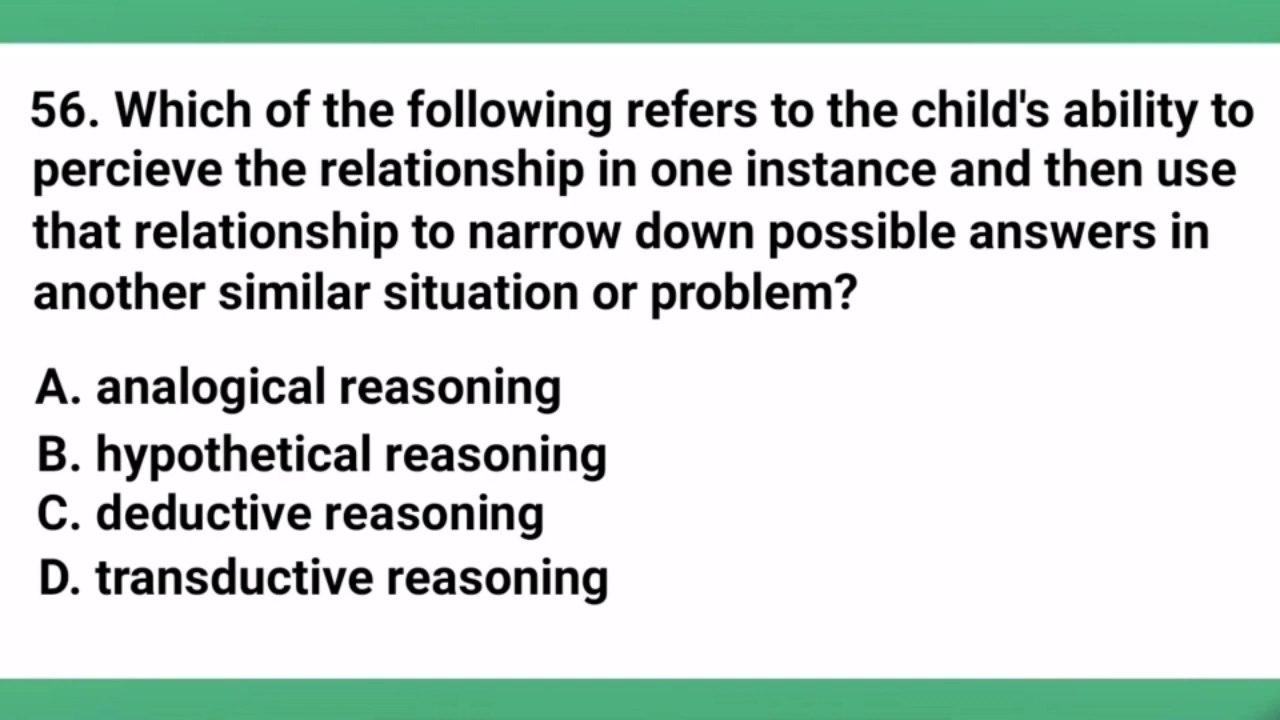 56. Which of the following refers to the child's ability to
percieve the relationship in one instance and then use
that relationship to narrow down possible answers in
another similar situation or problem?
A. analogical reasoning
B. hypothetical reasoning
C. deductive reasoning
D. transductive reasoning